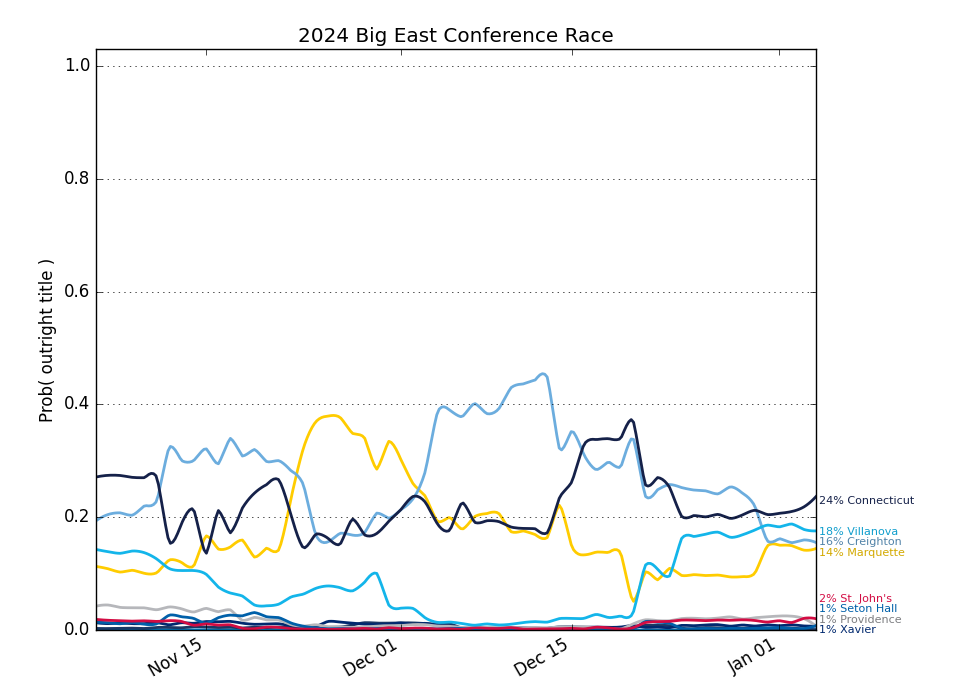 2024 Big East Conference Race
Prob( outright title )
1.0
0.8
0.6
0.4
0.2
0.0
Nov 15
Dec 01
Dec 15
Jan 01
24% Connecticut
18% Villanova
16% Creighton
14% Marquette
2% St. John's
1% Seton Hall
1% Providence
1% Xavier